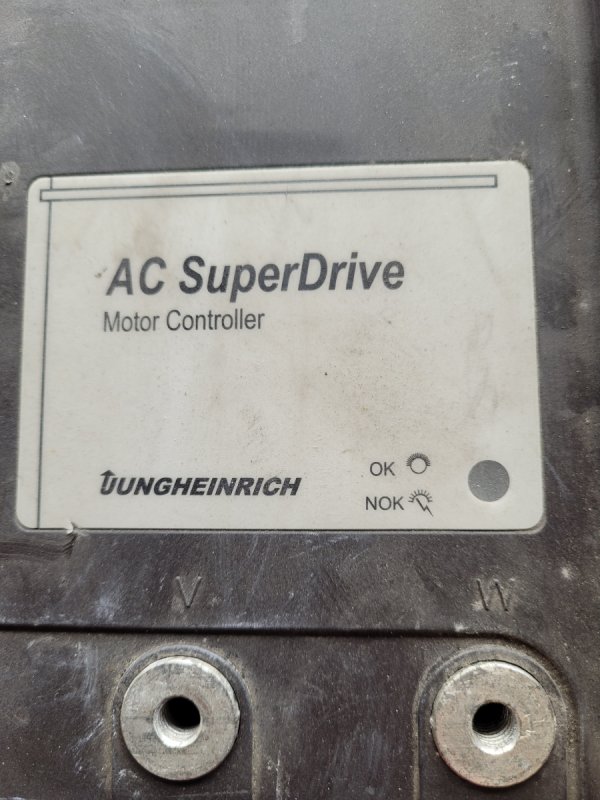 AC SuperDrive
Motor Controller
JUNGHEINRICH
OK
NOK
V
W